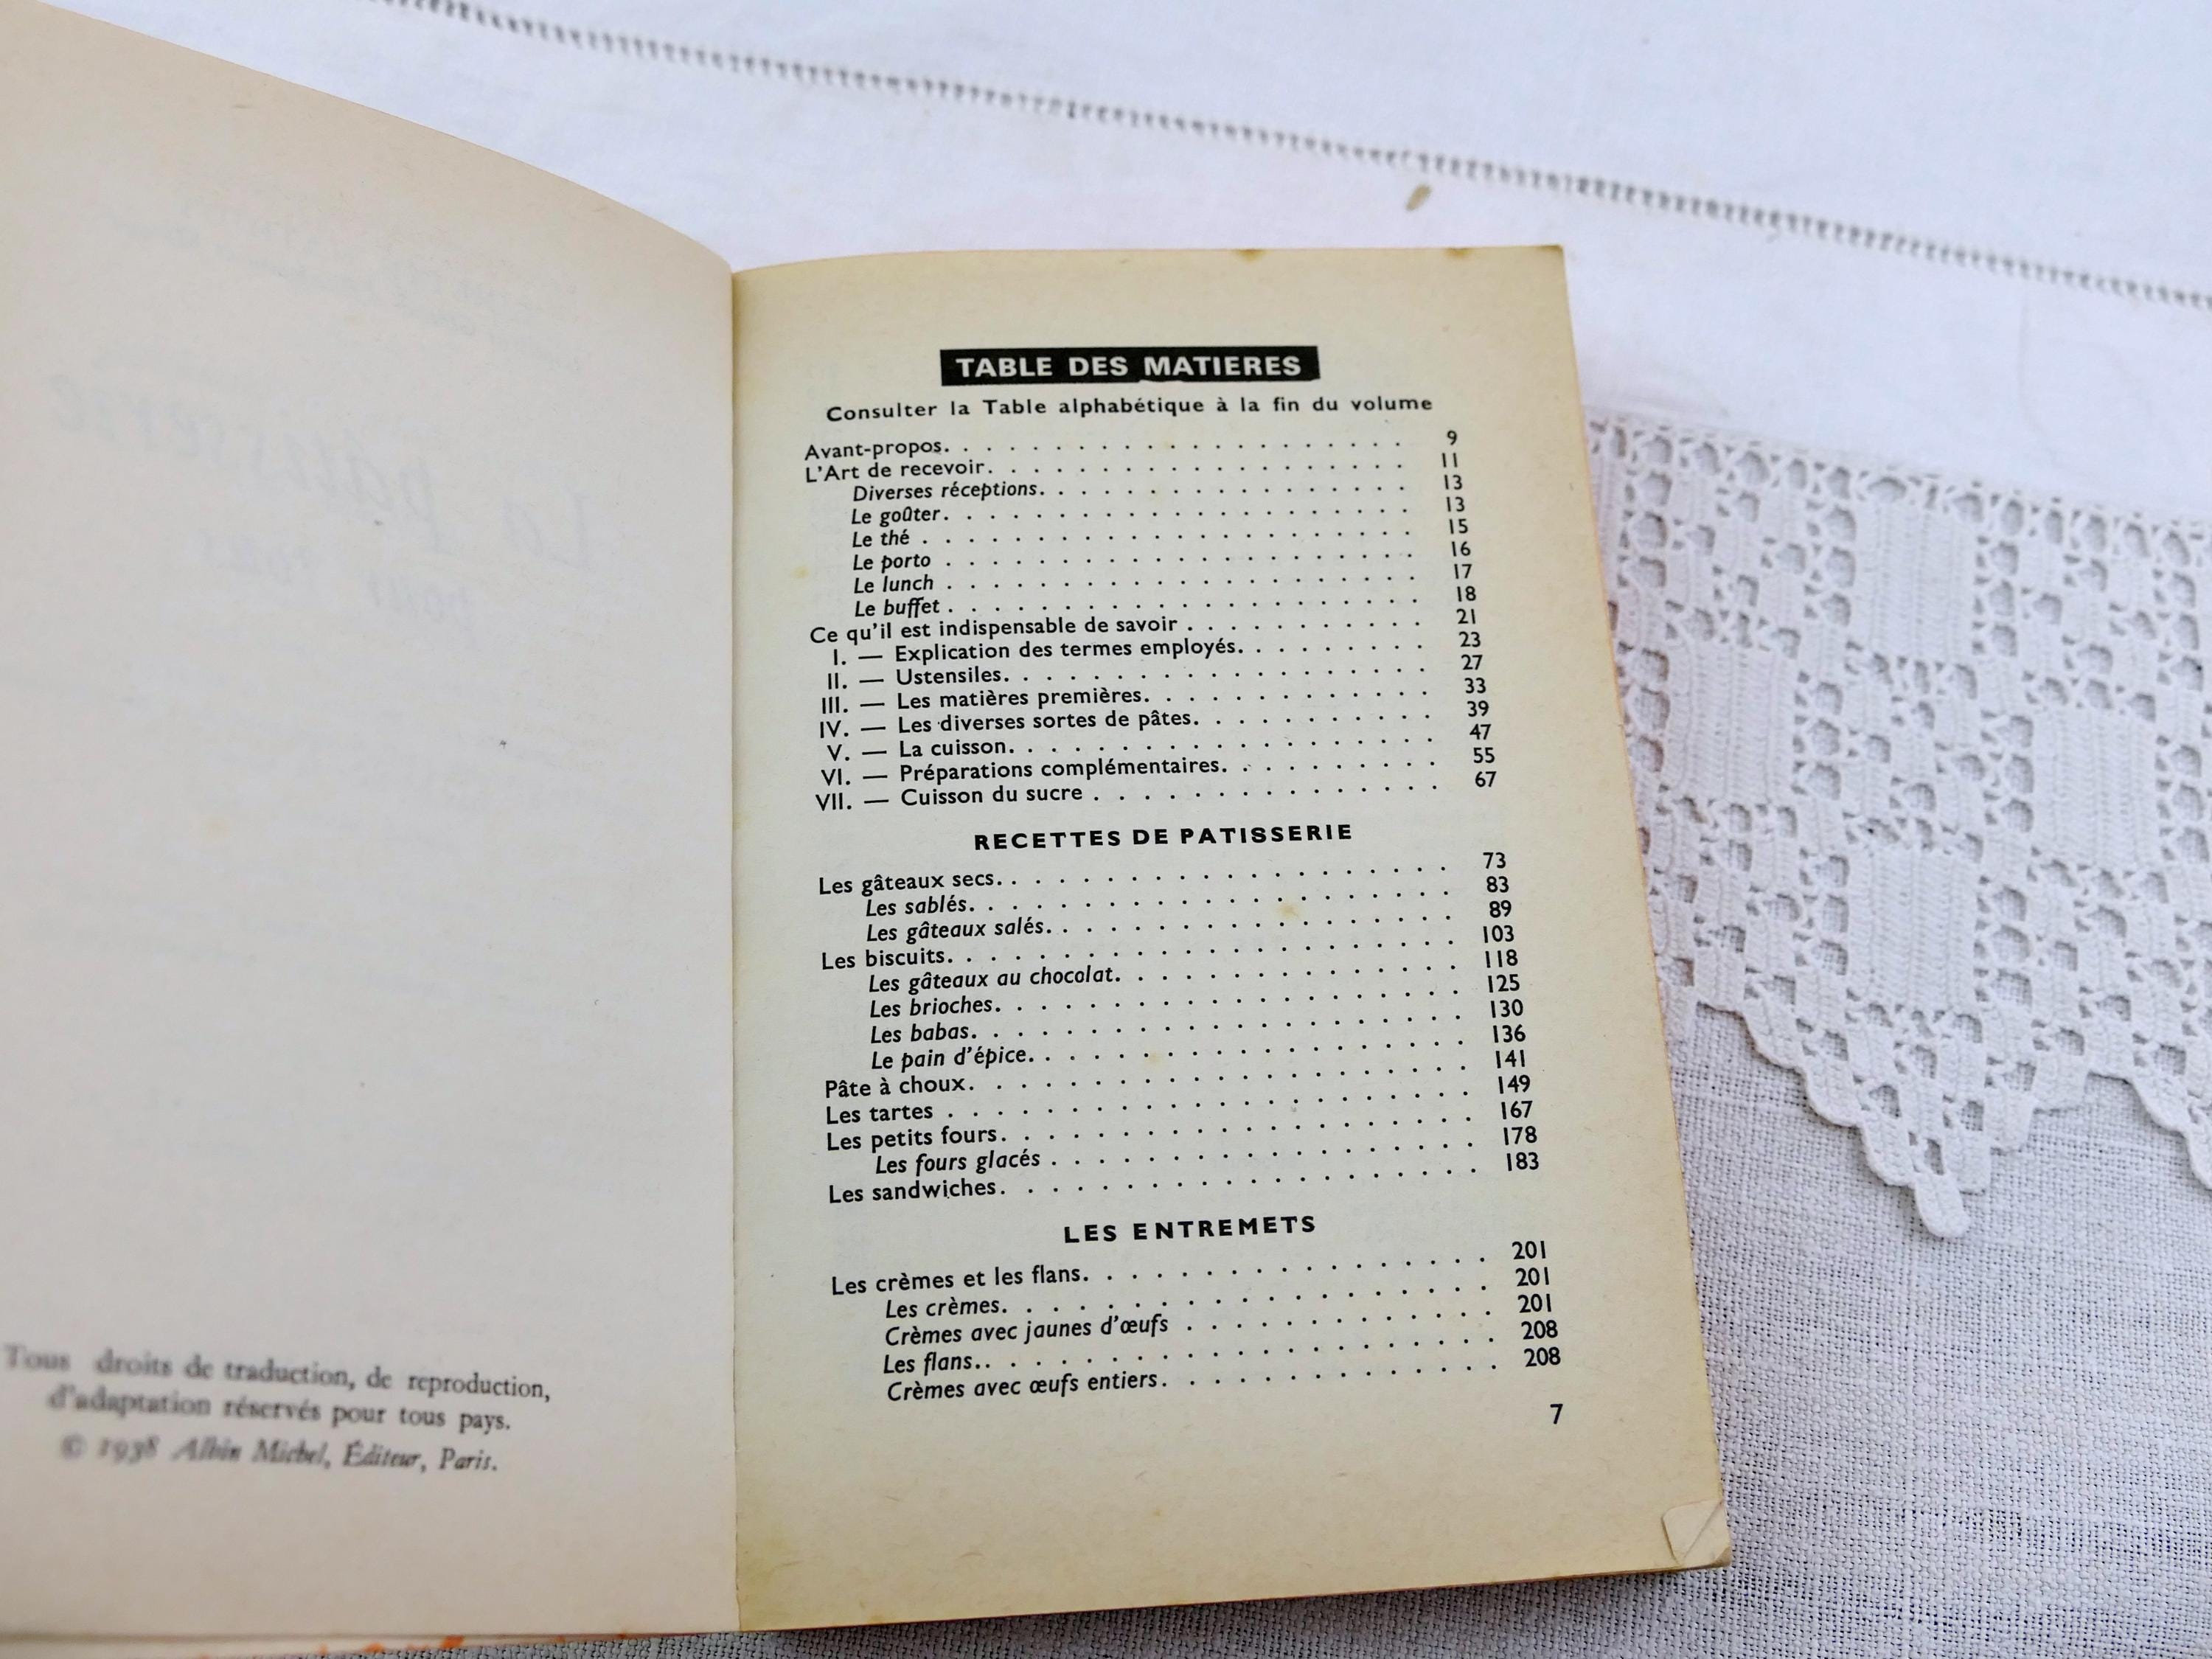 Tous droits de traduction, de reproduction,
d'adaptation réservés pour tous pays.
© 1938 Albin Michel, Éditeur, Paris.
TABLE DES MATIERES
Consulter la Table alphabétique à la fin du volume
Avant-propos. . . . . . . . . . . . . . . . . . . . 9
L'Art de recevoir. . . . . . . . . . . . . . . . . . 11
Diverses réceptions. . . . . . . . . . . . . . . . 13
Le goûter. . . . . . . . . . . . . . . . . . . . 13
Le thé . . . . . . . . . . . . . . . . . . . . 15
Le porto . . . . . . . . . . . . . . . . . . . 16
Le lunch . . . . . . . . . . . . . . . . . . . 17
Le buffet . . . . . . . . . . . . . . . . . . . 18
Ce qu'il est indispensable de savoir . . . . . . . . . . 21
I. — Explication des termes employés. . . . . . . . . 23
II. — Ustensiles. . . . . . . . . . . . . . . . . . 27
III. — Les matières premières. . . . . . . . . . . . . 33
IV. — Les diverses sortes de pâtes. . . . . . . . . . . 39
V. — La cuisson. . . . . . . . . . . . . . . . . . 47
VI. — Préparations complémentaires. . . . . . . . . . 55
VII. — Cuisson du sucre . . . . . . . . . . . . . . 67
RECETTES DE PATISSERIE
Les gâteaux secs. . . . . . . . . . . . . . . . . . . 73
Les sablés. . . . . . . . . . . . . . . . . . . . 83
Les gâteaux salés. . . . . . . . . . . . . . . . . 89
Les biscuits. . . . . . . . . . . . . . . . . . . . . 103
Les gâteaux au chocolat. . . . . . . . . . . . . . 118
Les brioches. . . . . . . . . . . . . . . . . . . 125
Les babas. . . . . . . . . . . . . . . . . . . . 130
Le pain d'épice. . . . . . . . . . . . . . . . . . 136
Pâte à choux. . . . . . . . . . . . . . . . . . . . 141
Les tartes . . . . . . . . . . . . . . . . . . . . . 149
Les petits fours. . . . . . . . . . . . . . . . . . . 167
Les fours glacés . . . . . . . . . . . . . . . . . 178
Les sandwiches. . . . . . . . . . . . . . . . . . . 183
LES ENTREMETS
Les crèmes et les flans. . . . . . . . . . . . . . . . 201
Les crèmes. . . . . . . . . . . . . . . . . . . 201
Crèmes avec jaunes d'œufs . . . . . . . . . . . . 201
Les flans. . . . . . . . . . . . . . . . . . . . 208
Crèmes avec œufs entiers. . . . . . . . . . . . . 208
7